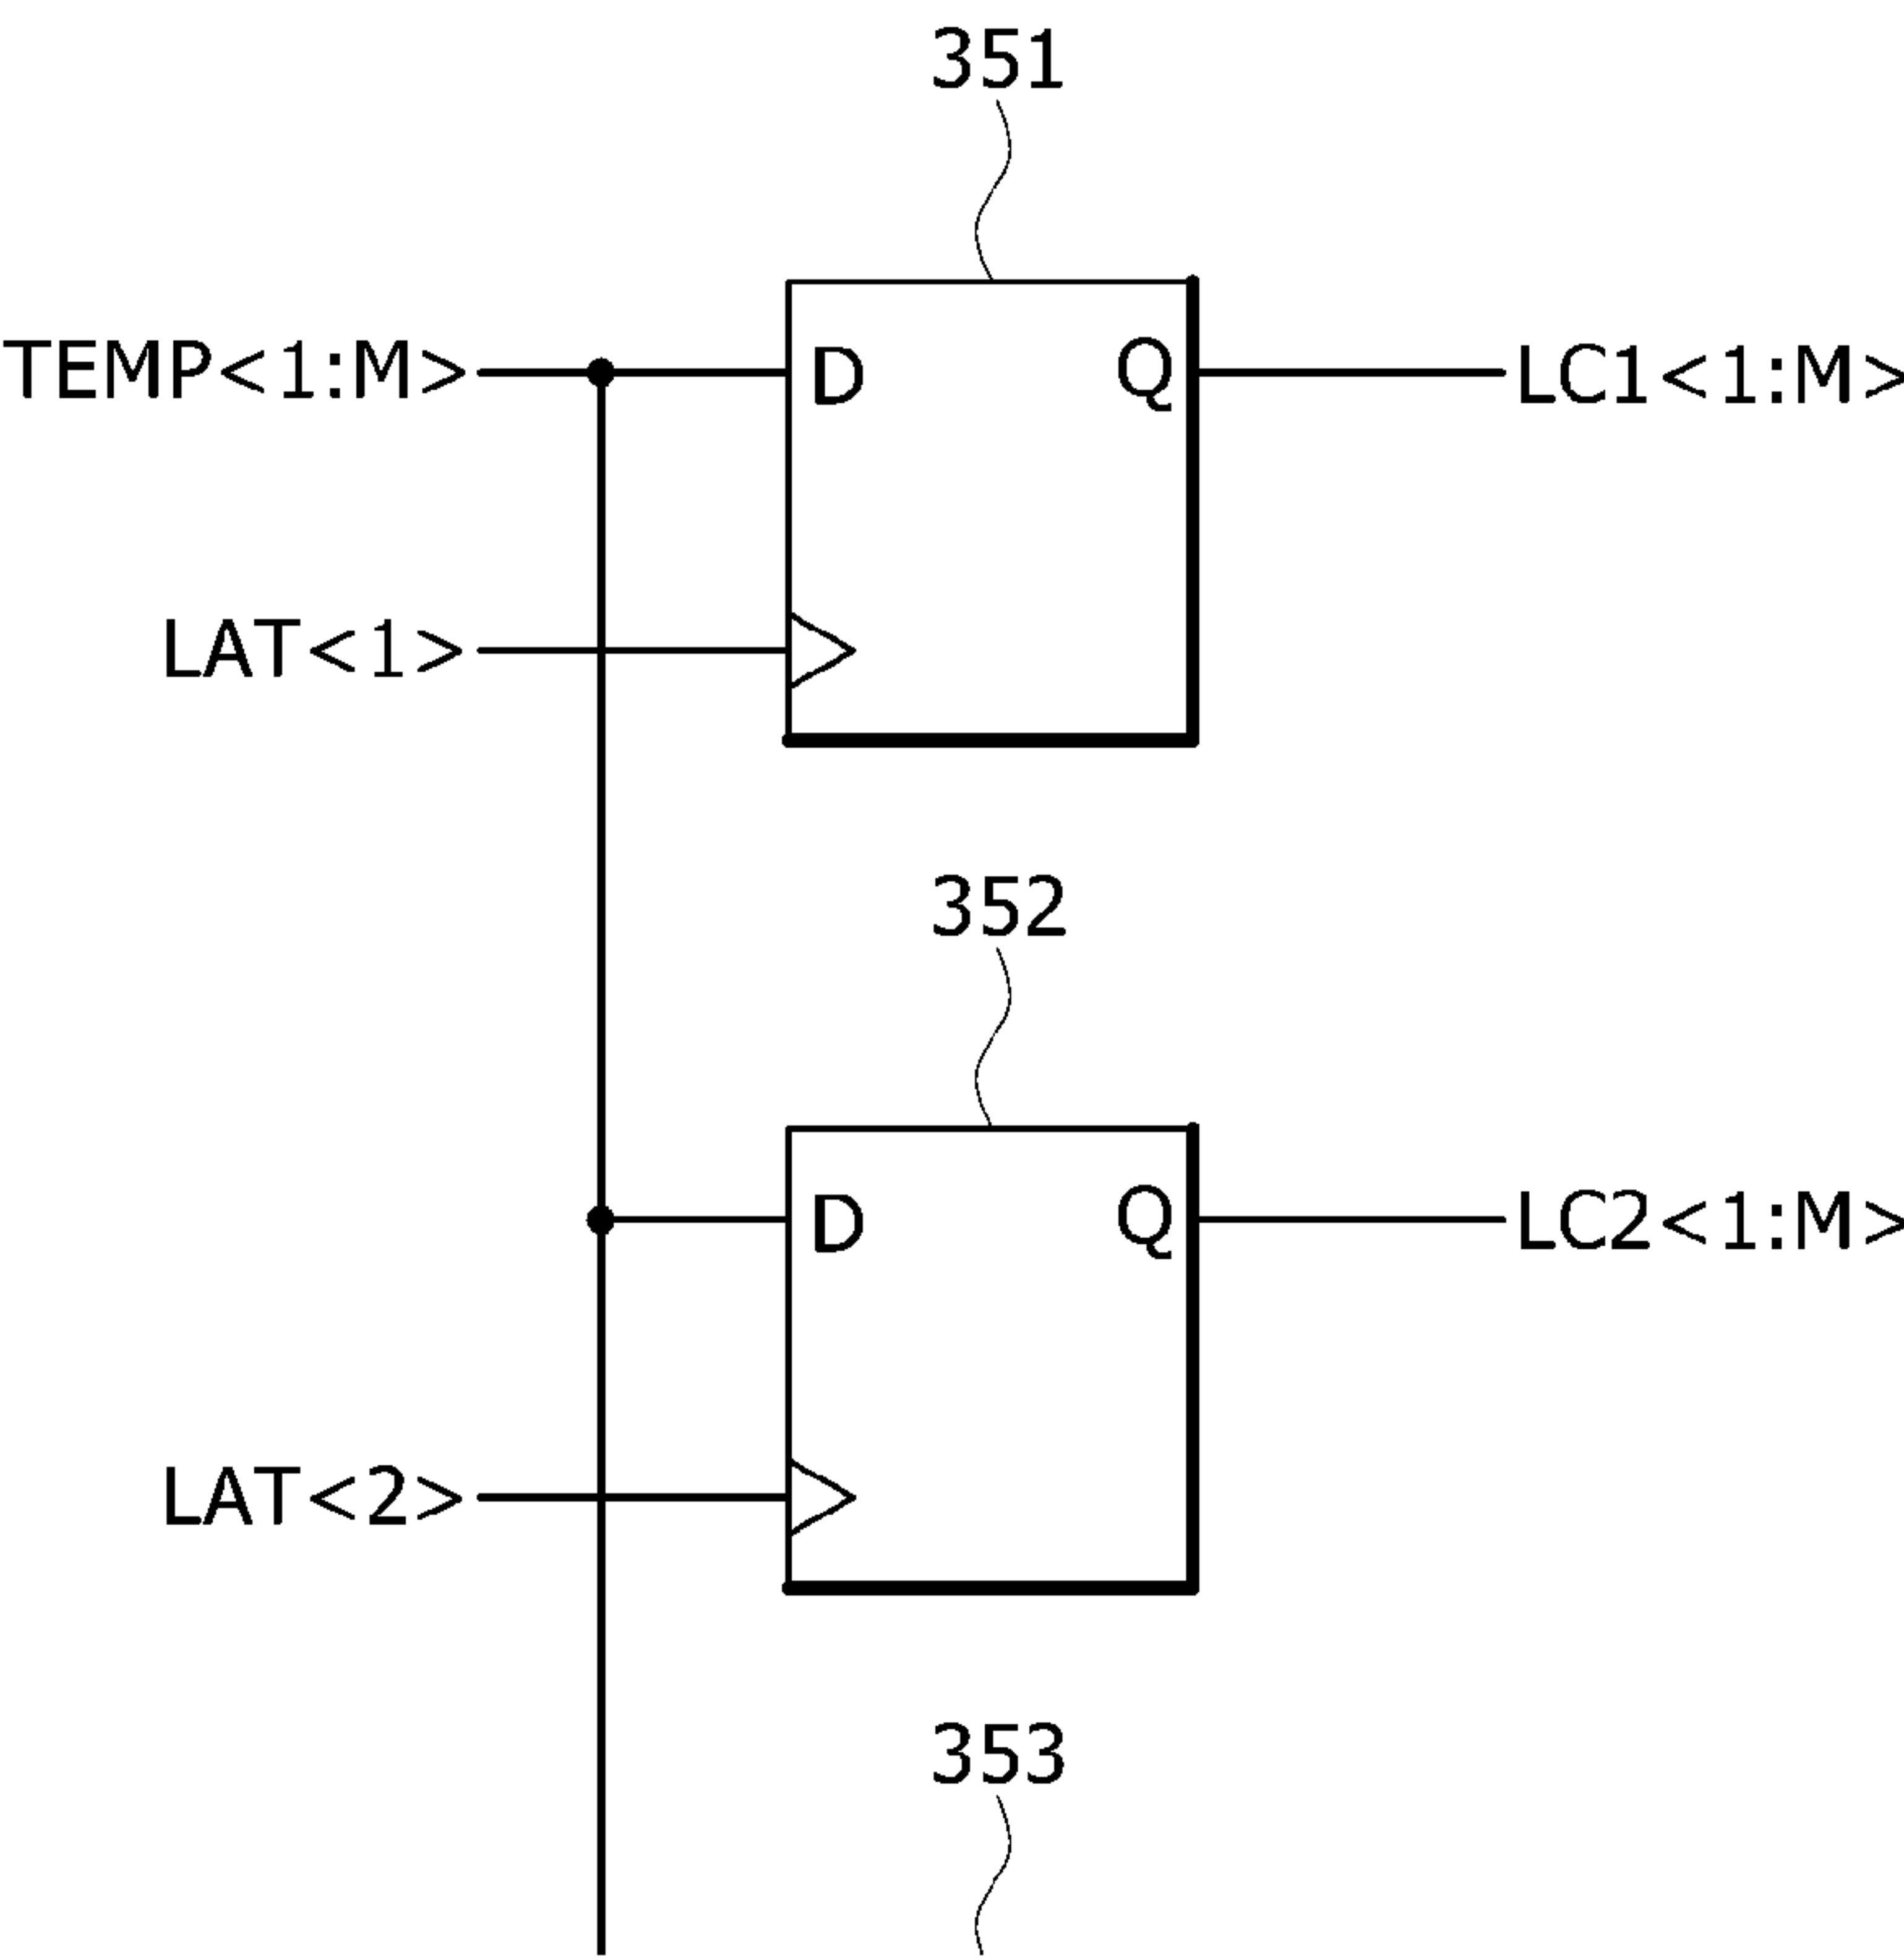 351
TEMP<1:M>
D
Q
LC1<1:M>
LAT<1>
352
D
Q
LC2<1:M>
LAT<2>
353